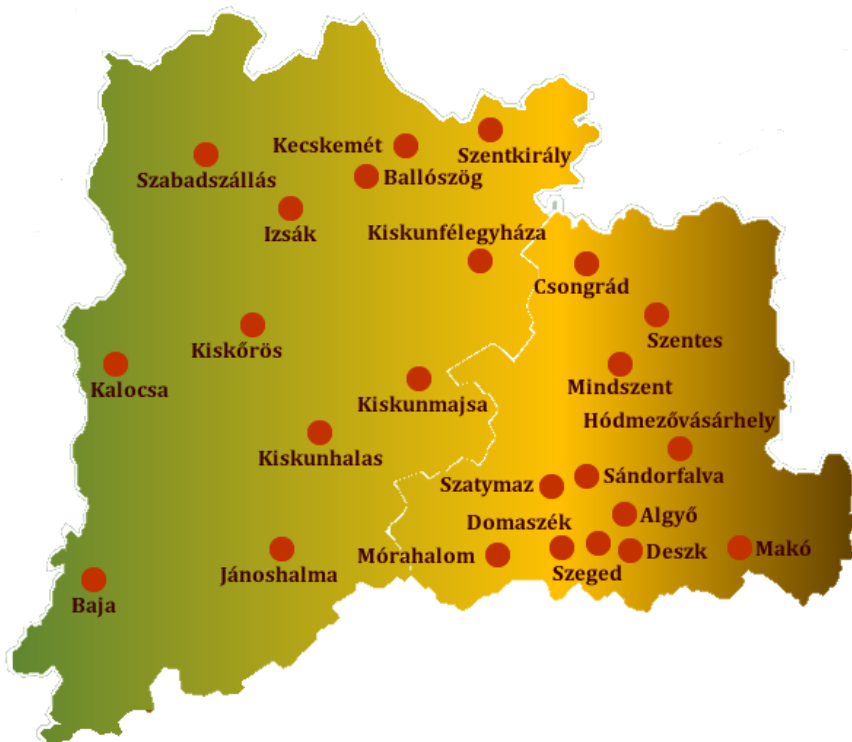 Kecskemét
Szentkirály
Szabadszállás
Ballószög
Izsák
Kiskunfélegyháza
Csongrád
Kiskőrös
Szentes
Kalocsa
Mindszent
Kiskunmajsa
Hódmezővásárhely
Kiskunhalas
Szatymaz
Sándorfalva
Domaszék
Algyő
Mórahalom
Deszk
Makó
Szeged
Jánoshalma
Baja